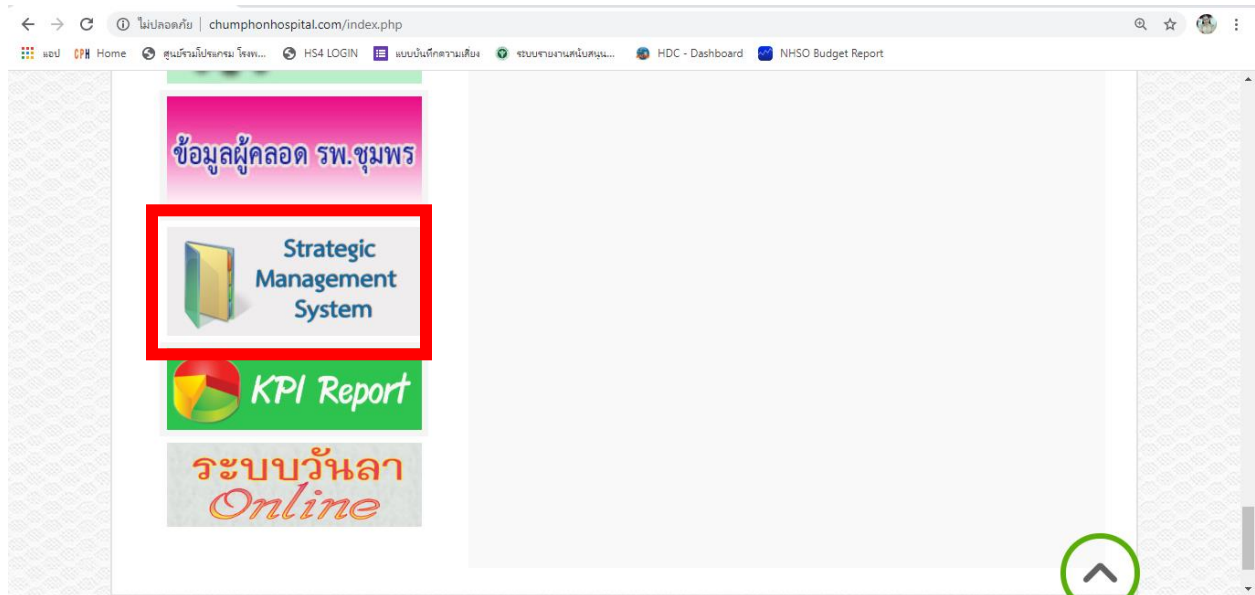 ไม่ปลอดภัย | chumphonhospital.com/index.php
แอป CPH Home ศูนย์รวมโปรแกรม โรงพ... HS4 LOGIN แบบบันทึกความเสี่ยง ระบบรายงานสนับสนุน... HDC - Dashboard NHSO Budget Report
ข้อมูลผู้คลอด รพ.ชุมพร
Strategic
Management
System
KPI Report
ระบบวันลา
Online